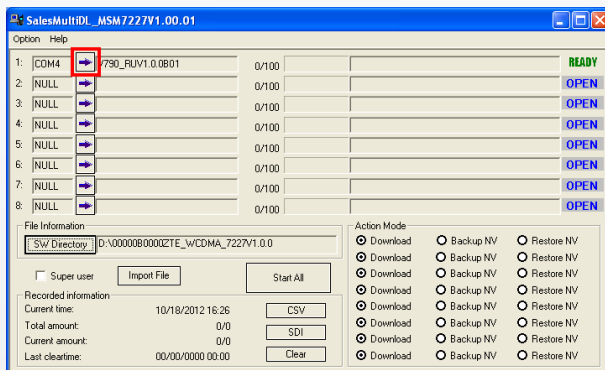 SalesMultiDL_MSM7227V1.00.01
Option Help
1: COM4 V790_RUV1.0.0B01 0/100 READY
2: NULL 0/100 OPEN
3: NULL 0/100 OPEN
4: NULL 0/100 OPEN
5: NULL 0/100 OPEN
6: NULL 0/100 OPEN
7: NULL 0/100 OPEN
8: NULL 0/100 OPEN
File Information
SW Directory D:\00000B0000ZTE_WCDMA_7227V1.0.0
Super user Import File Start All
Recorded information
Current time: 10/18/2012 16:26 CSV
Total amount: 0/0
SDI
Current amount: 0/0
Last cleartime: 00/00/0000 00:00 Clear
Action Mode
Download Backup NV Restore NV
Download Backup NV Restore NV
Download Backup NV Restore NV
Download Backup NV Restore NV
Download Backup NV Restore NV
Download Backup NV Restore NV
Download Backup NV Restore NV
Download Backup NV Restore NV